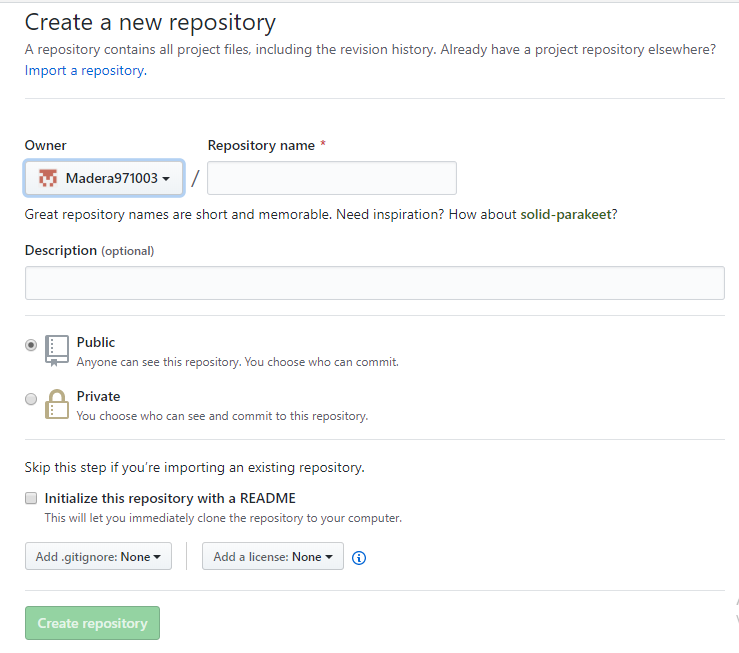 Create a new repository
A repository contains all project files, including the revision history. Already have a project repository elsewhere?
Import a repository.
Owner
Repository name *
Madera971003 /
Great repository names are short and memorable. Need inspiration? How about solid-parakeet?
Description (optional)
Public
Anyone can see this repository. You choose who can commit.
Private
You choose who can see and commit to this repository.
Skip this step if you’re importing an existing repository.
Initialize this repository with a README
This will let you immediately clone the repository to your computer.
Add .gitignore: None
Add a license: None
Create repository